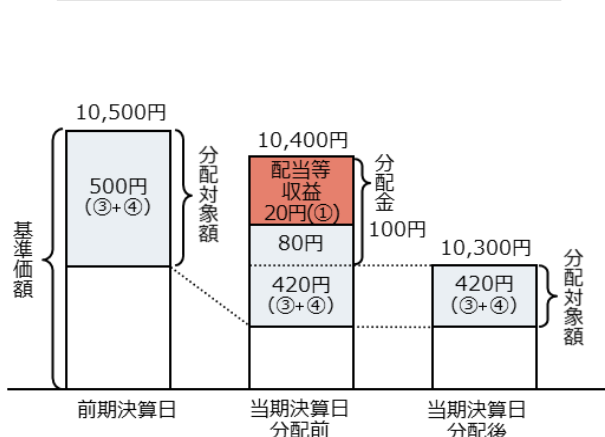 10,500円
500円
(③+④)
分配対象額
基準価額
前期決算日
10,400円
配当等
収益
20円(①)
80円
420円
(③+④)
分配金
100円
当期決算日
分配前
10,300円
420円
(③+④)
分配対象額
当期決算日
分配後